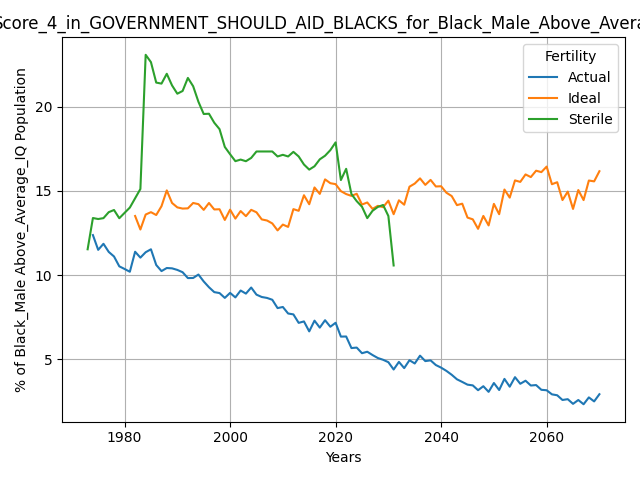 Score_4_in_GOVERNMENT_SHOULD_AID_BLACKS_for_Black_Male_Above_Avera
Fertility
Actual
Ideal
Sterile
% of Black_Male Above_Average_IQ Population
20
15
10
5
1980 2000 2020 2040 2060
Years